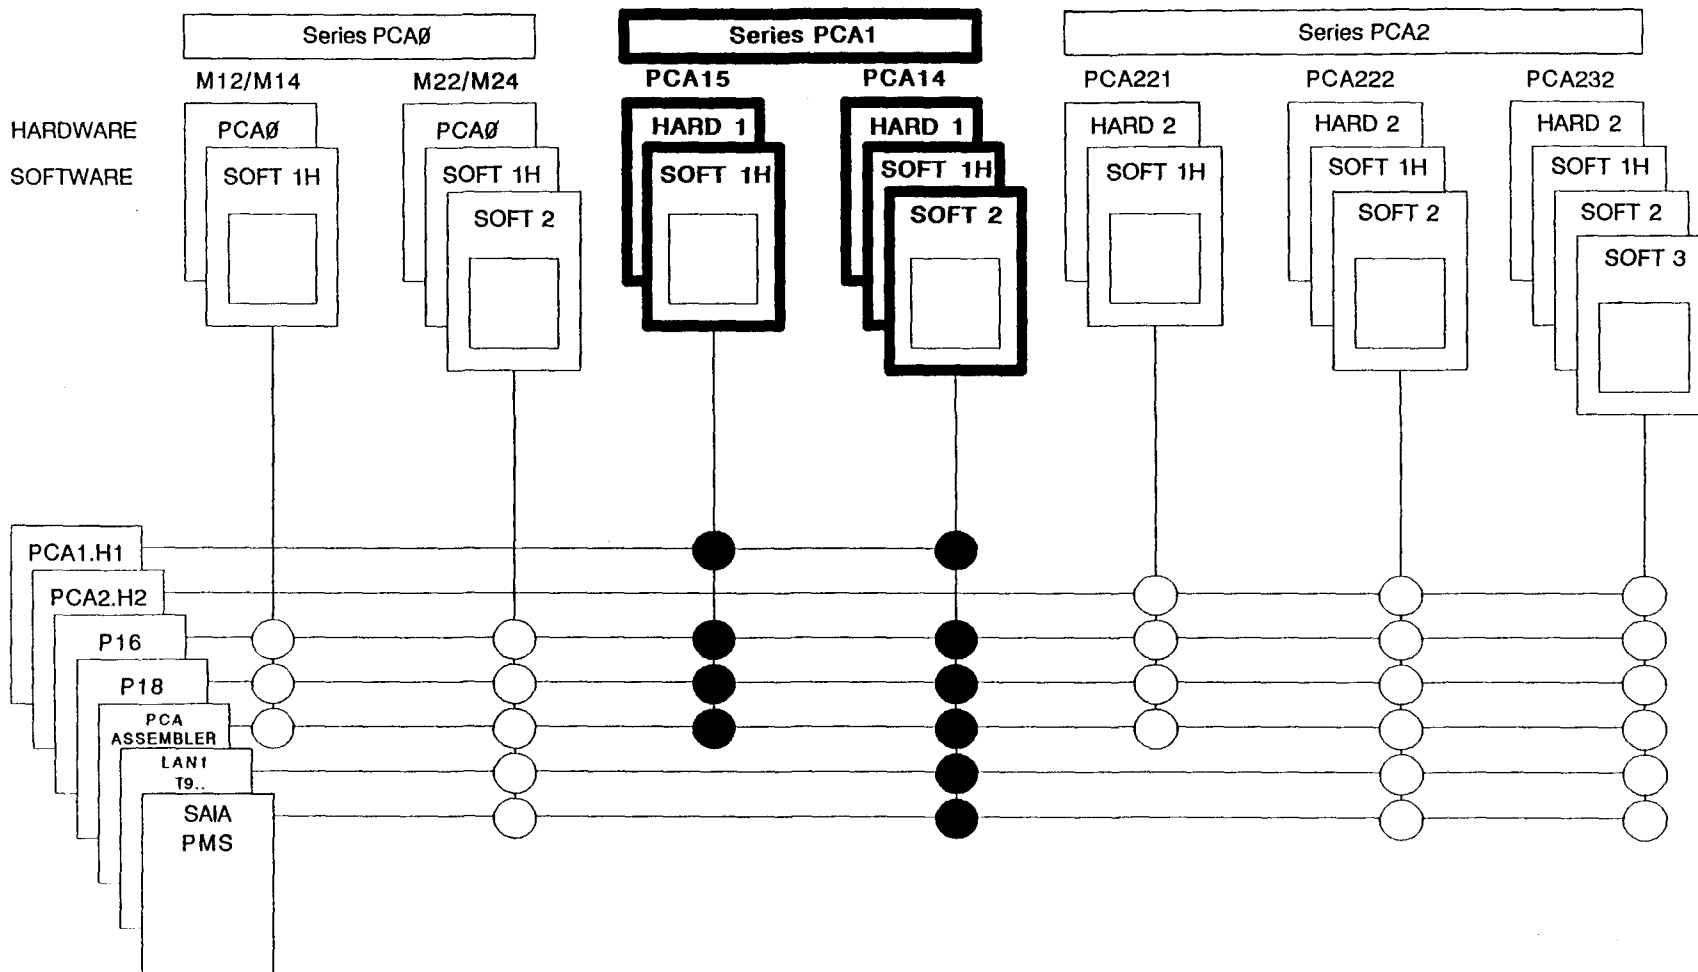 Series PCAØ
Series PCA1
Series PCA2
M12/M14
M22/M24
PCA15
PCA14
PCA221
PCA222
PCA232
HARDWARE
PCAØ
PCAØ
HARD 1
HARD 1
HARD 2
HARD 2
HARD 2
SOFTWARE
SOFT 1H
SOFT 1H
SOFT 1H
SOFT 1H
SOFT 1H
SOFT 1H
SOFT 1H
SOFT 2
SOFT 2
SOFT 2
SOFT 2
SOFT 3
PCA1.H1
PCA2.H2
P16
P18
PCA
ASSEMBLER
LAN1
T9..
SAIA
PMS